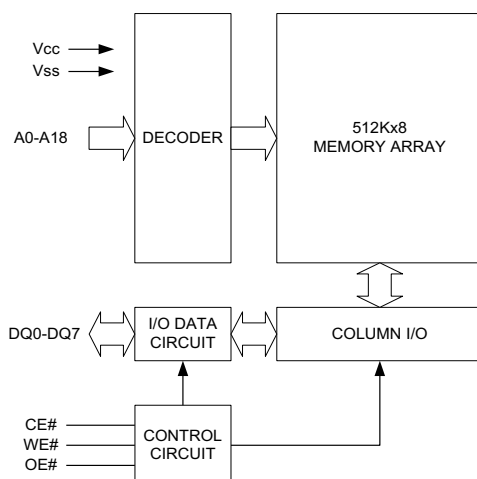 Vcc
Vss
A0-A18
DECODER
512Kx8
MEMORY ARRAY
DQ0-DQ7
I/O DATA
CIRCUIT
COLUMN I/O
CE#
WE#
OE#
CONTROL
CIRCUIT